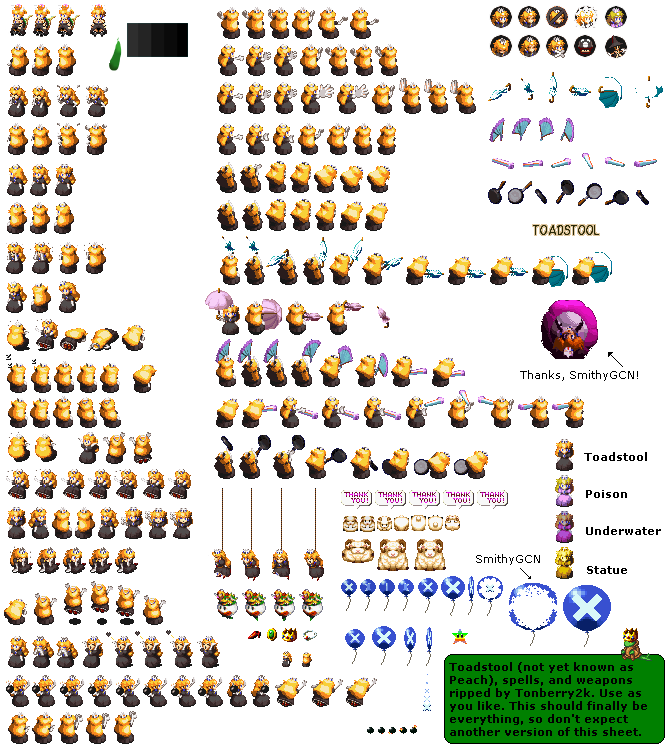 TOADSTOOL
Thanks, SmithyGCN!
Toadstool
Poison
Underwater
Statue
THANK YOU! THANK YOU! THANK YOU! THANK YOU! THANK YOU!
SmithyGCN
Toadstool (not yet known as
Peach), spells, and weapons
ripped by Tonberry2k. Use as
you like. This should finally be
everything, so don't expect
another version of this sheet.